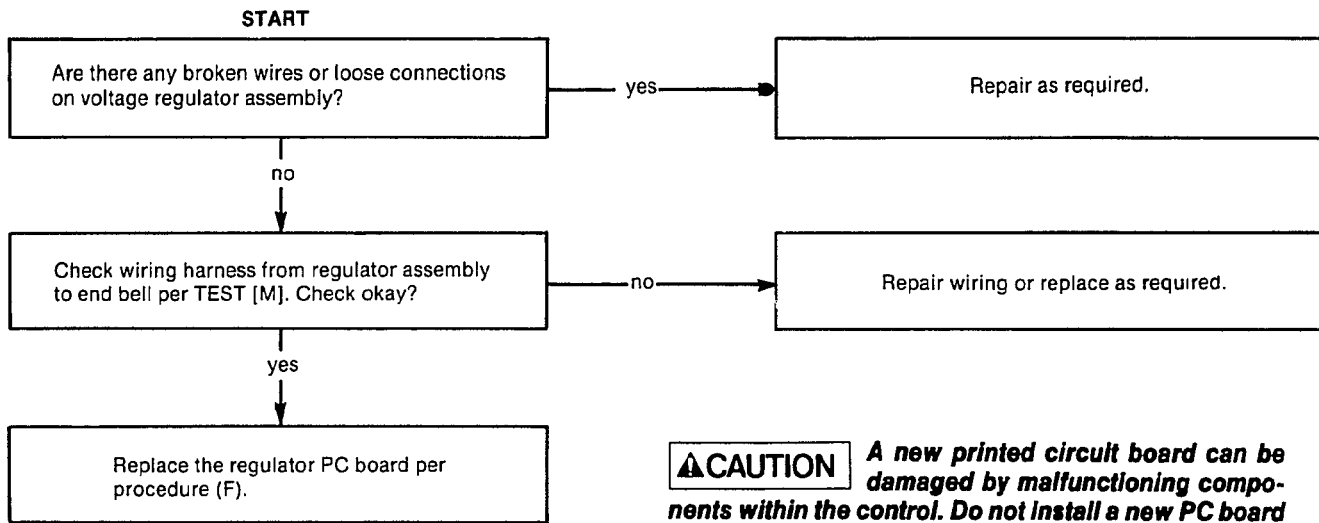 START
Are there any broken wires or loose connections
on voltage regulator assembly?
yes
Repair as required.
no
Check wiring harness from regulator assembly
to end bell per TEST [M]. Check okay?
no
Repair wiring or replace as required.
yes
Replace the regulator PC board per
procedure (F).
CAUTION A new printed circuit board can be
damaged by malfunctioning compo-
nents within the control. Do not install a new PC board